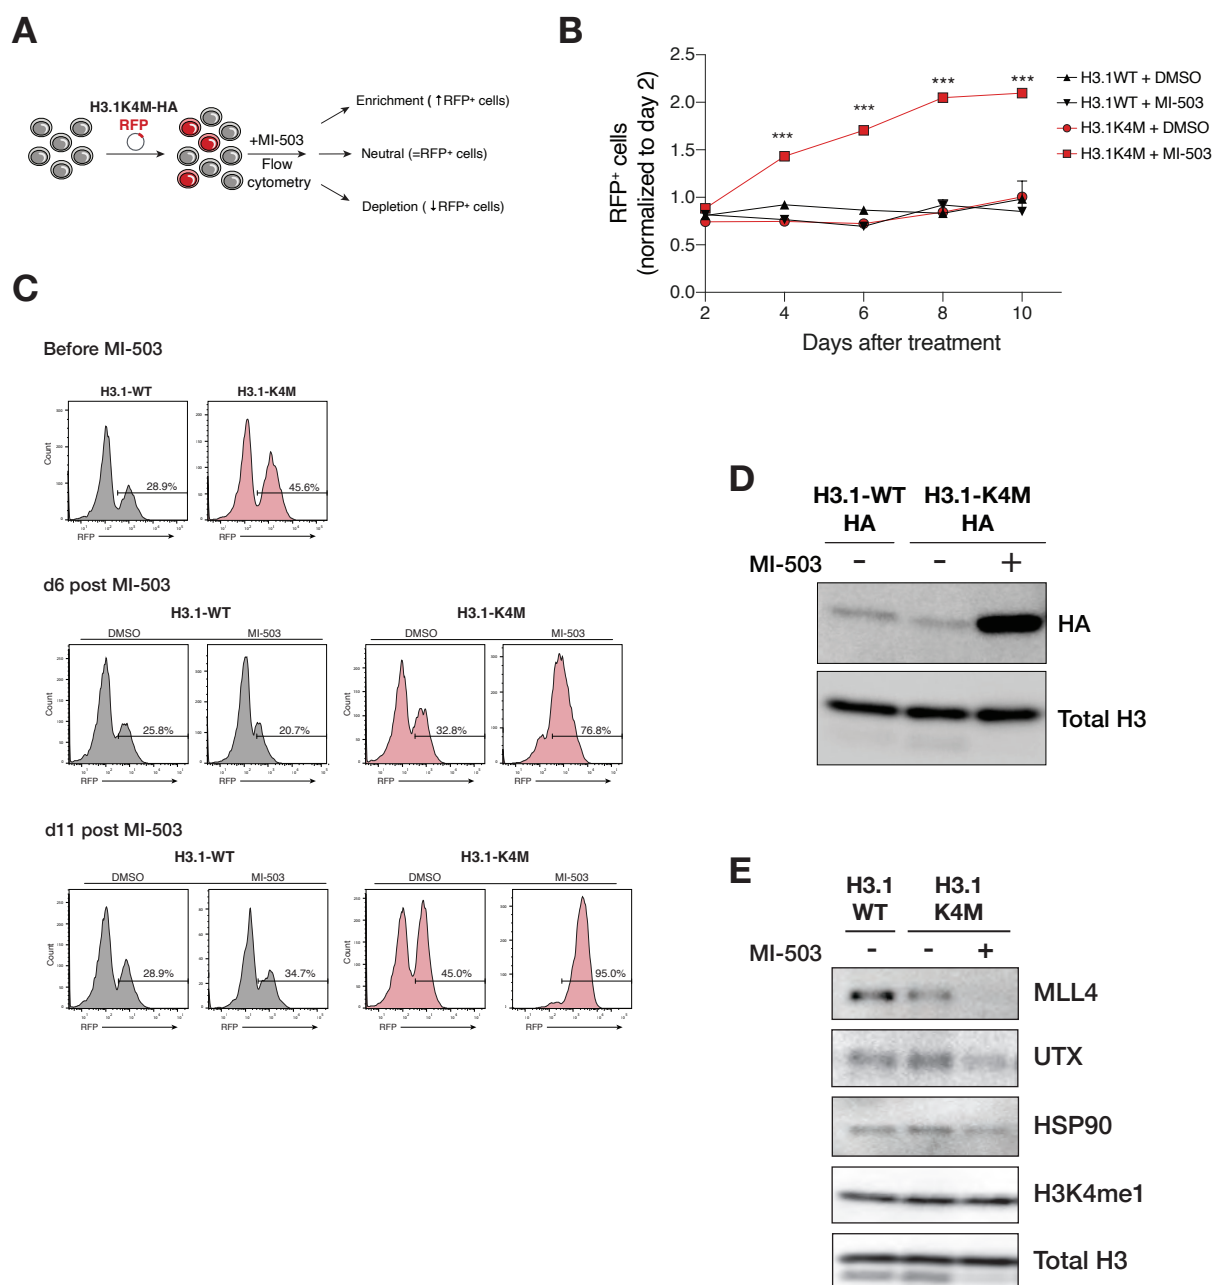 A
H3.1K4M-HA
RFP
+MI-503
Flow
cytometry
Enrichment (↑RFP+ cells)
Neutral (=RFP+ cells)
Depletion (↓RFP+ cells)
B
RFP+ cells
(normalized to day 2)
2.5
2.0
1.5
1.0
0.5
0.0
2 4 6 8 10
Days after treatment
*** *** *** ***
H3.1WT + DMSO
H3.1WT + MI-503
H3.1K4M + DMSO
H3.1K4M + MI-503
C
Before MI-503
H3.1-WT H3.1-K4M
Count
28.9% 45.6%
RFP RFP
d6 post MI-503
H3.1-WT H3.1-K4M
DMSO MI-503 DMSO MI-503
Count Count
25.8% 20.7% 32.8% 76.8%
RFP RFP RFP RFP
d11 post MI-503
H3.1-WT H3.1-K4M
DMSO MI-503 DMSO MI-503
Count Count
28.9% 34.7% 45.0% 95.0%
RFP RFP RFP RFP
D
H3.1-WT H3.1-K4M
HA HA
MI-503 - - +
HA
Total H3
E
H3.1 H3.1
WT K4M
MI-503 - - +
MLL4
UTX
HSP90
H3K4me1
Total H3